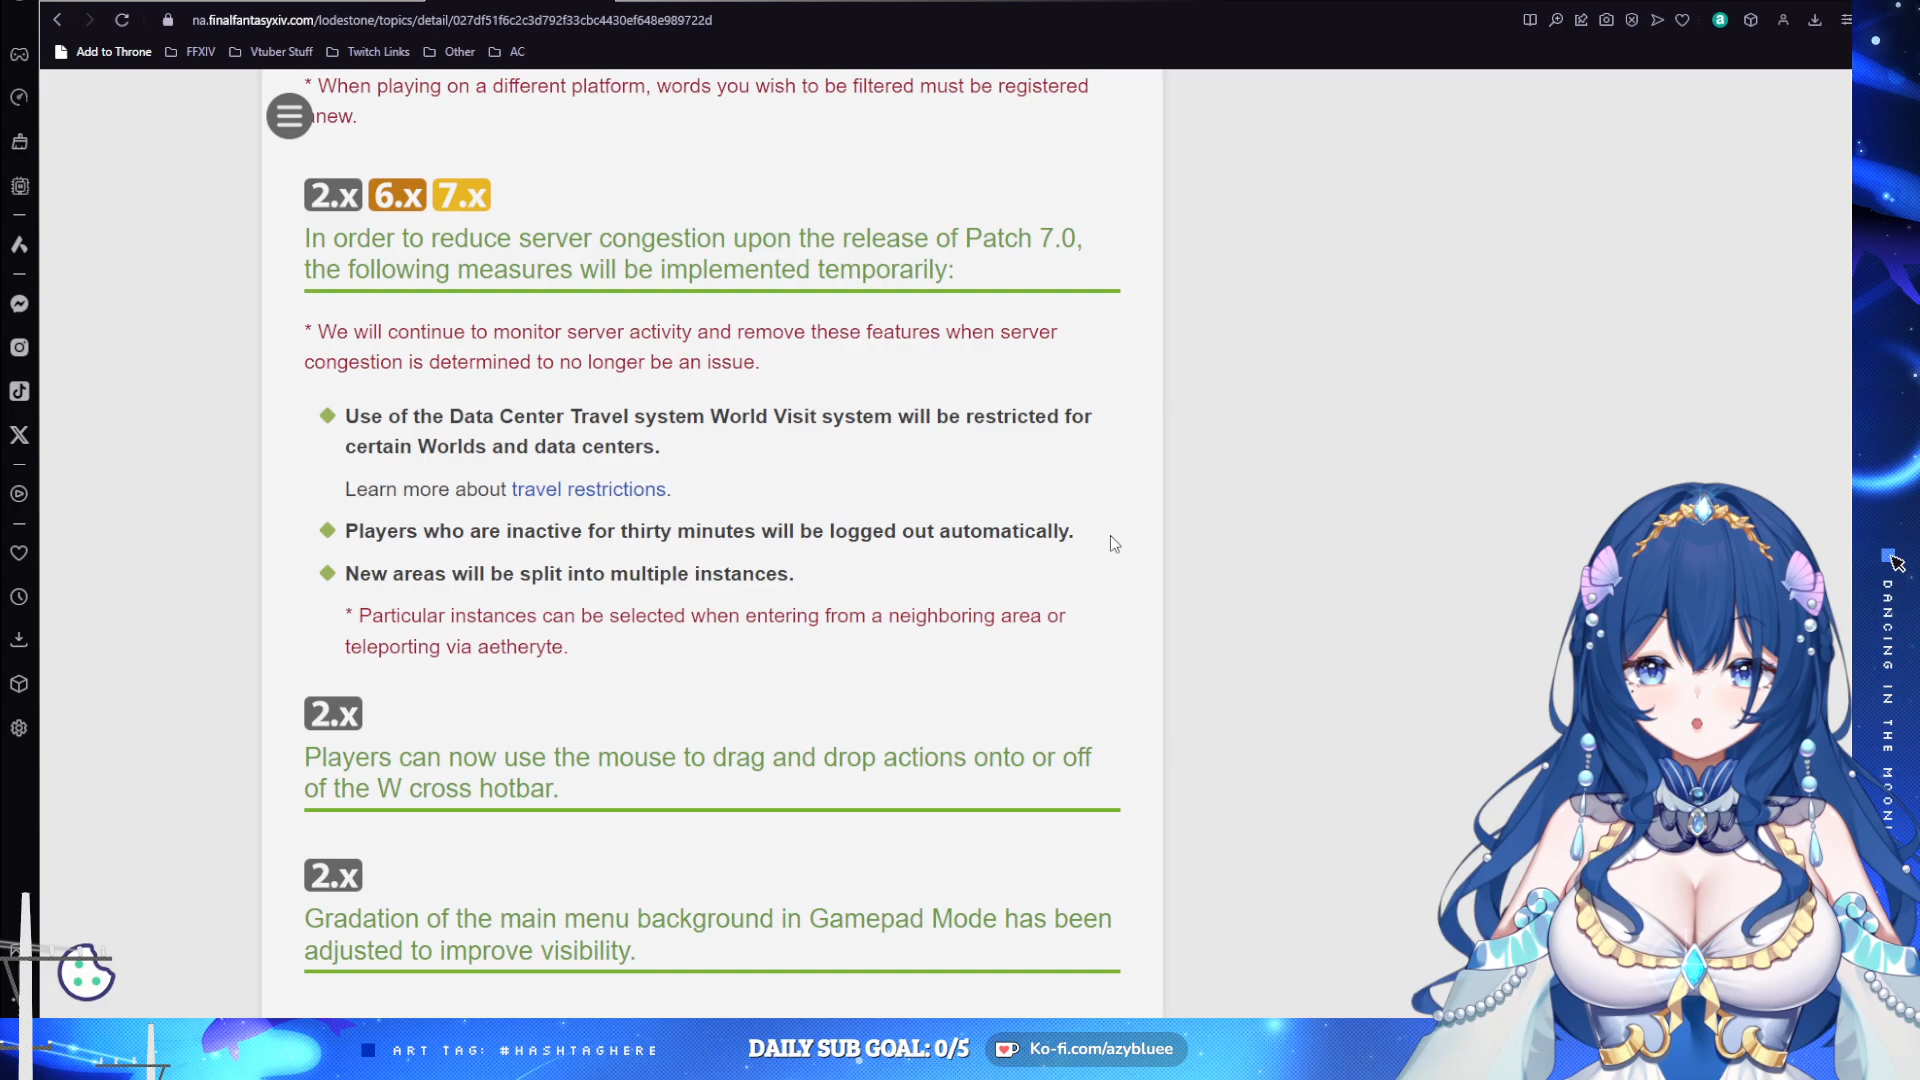 na.finalfantasyxiv.com/lodestone/topics/detail/027df51f6c2c3d792f33cbc4430ef648e989722d
Add to Throne
FFXIV
Vtuber Stuff
Twitch Links
Other
AC
* When playing on a different platform, words you wish to be filtered must be registered
new.
2.x 6.x 7.x
In order to reduce server congestion upon the release of Patch 7.0,
the following measures will be implemented temporarily:
* We will continue to monitor server activity and remove these features when server
congestion is determined to no longer be an issue.
Use of the Data Center Travel system World Visit system will be restricted for
certain Worlds and data centers.
Learn more about travel restrictions.
Players who are inactive for thirty minutes will be logged out automatically.
New areas will be split into multiple instances.
* Particular instances can be selected when entering from a neighboring area or
teleporting via aetheryte.
2.x
Players can now use the mouse to drag and drop actions onto or off
of the W cross hotbar.
2.x
Gradation of the main menu background in Gamepad Mode has been
adjusted to improve visibility.
DANCING IN THE MOON!
ART TAG: #HASHTAGHERE
DAILY SUB GOAL: 0/5
Ko-fi.com/azybluee